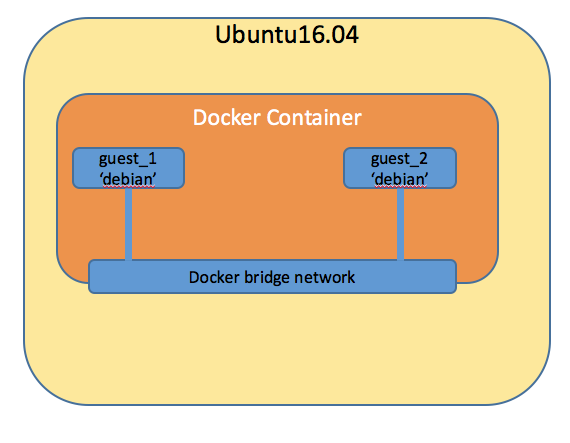 Ubuntu16.04
Docker Container
guest_1
‘debian’
guest_2
‘debian’
Docker bridge network